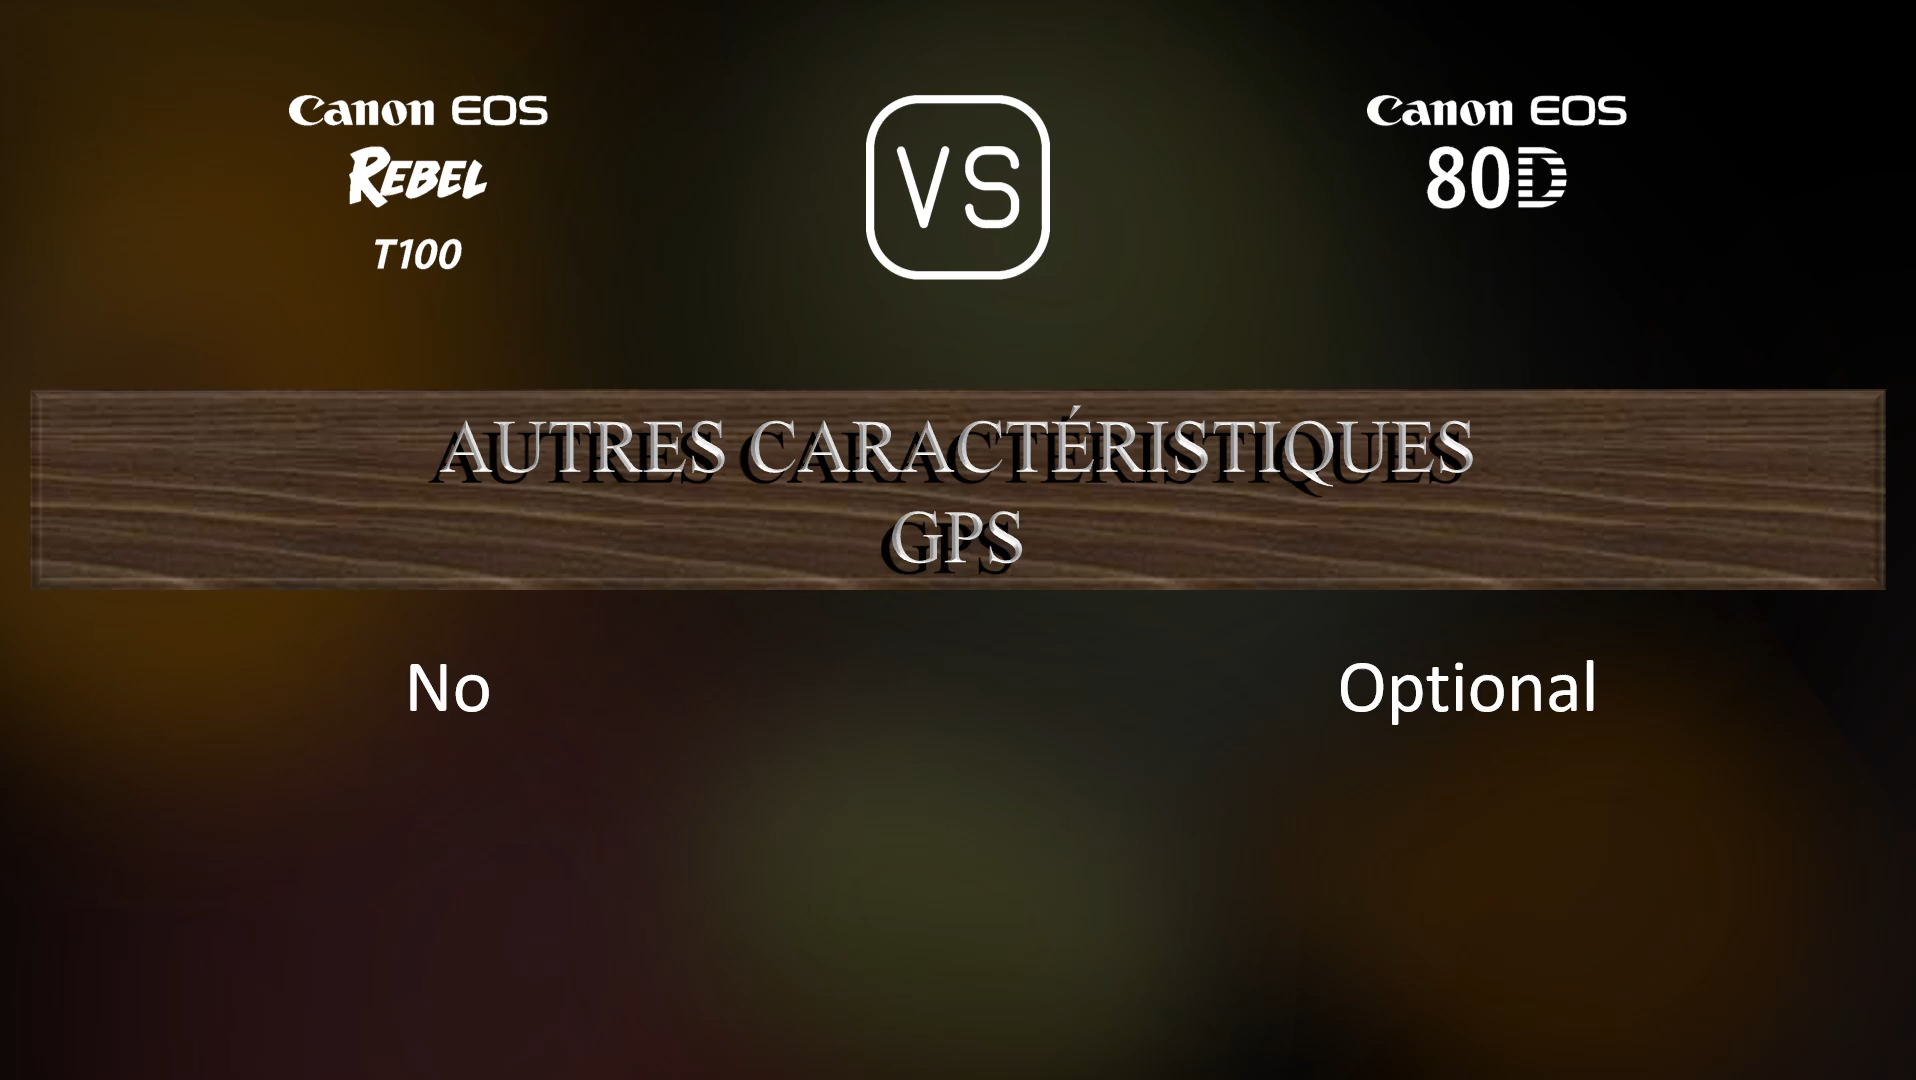 Canon EOS
REBEL
T100
VS
Canon EOS
80D
AUTRES CARACTÉRISTIQUES
GPS
No
Optional